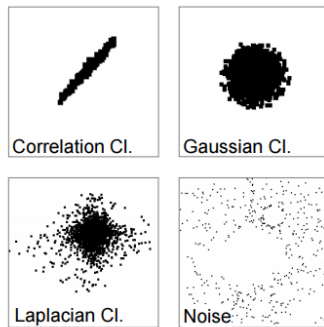 Correlation Cl.
Gaussian Cl.
Laplacian Cl.
Noise